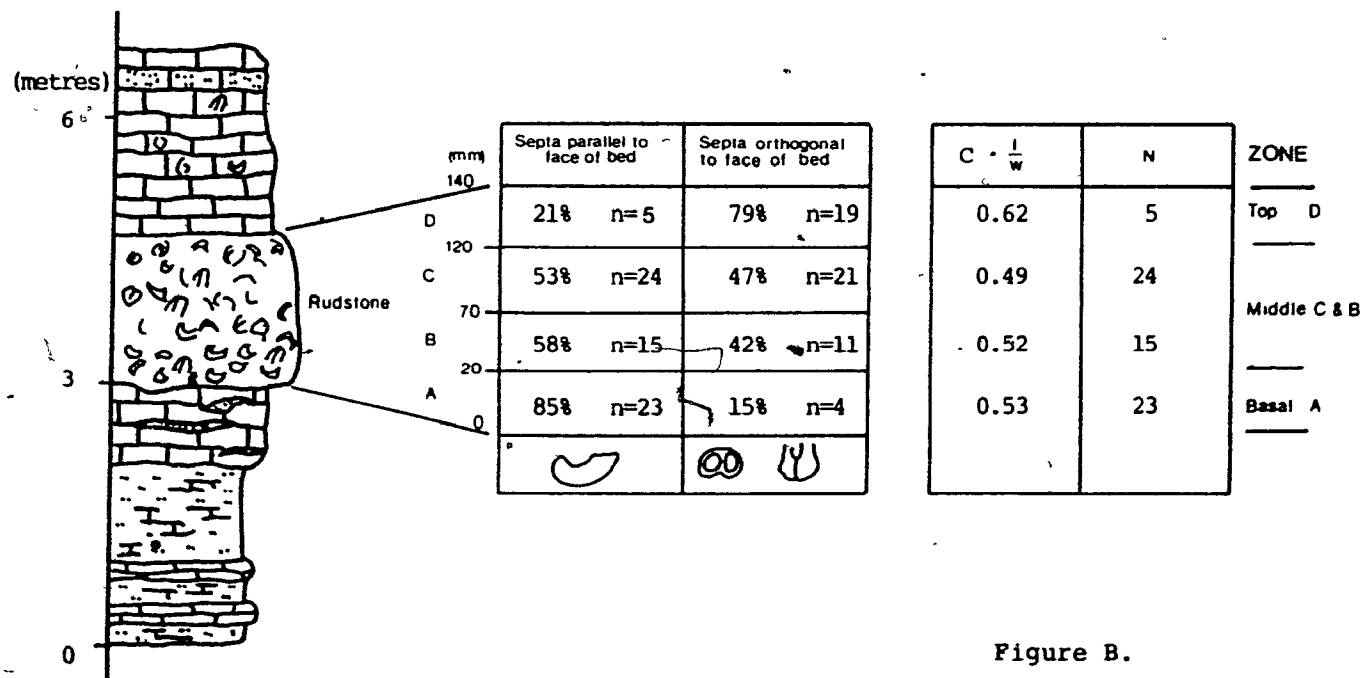 (metres)
6
3
0
Rudstone
(mm)
140
120
70
20
0
D
C
B
A
Septa parallel to face of bed
Septa orthogonal to face of bed
21% n=5 79% n=19
53% n=24 47% n=21
58% n=15 42% n=11
85% n=23 15% n=4
C · l/w N
0.62 5
0.49 24
0.52 15
0.53 23
ZONE
Top D
Middle C & B
Basal A
Figure B.